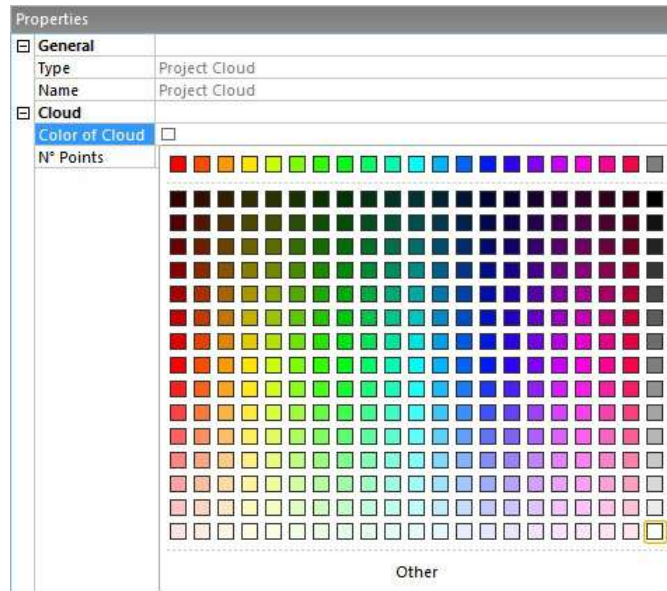 Properties
General
Type Project Cloud
Name Project Cloud
Cloud
Color of Cloud
N° Points
Other